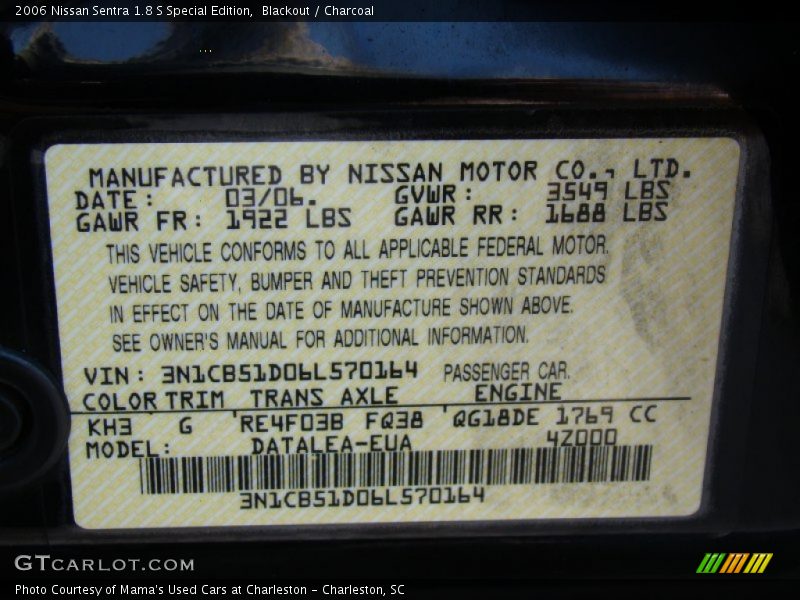 2006 Nissan Sentra 1.8 S Special Edition, Blackout / Charcoal
MANUFACTURED BY NISSAN MOTOR CO., LTD.
DATE: 03/06. GVWR: 3549 LBS
GAWR FR: 1922 LBS GAWR RR: 1688 LBS
THIS VEHICLE CONFORMS TO ALL APPLICABLE FEDERAL MOTOR
VEHICLE SAFETY, BUMPER AND THEFT PREVENTION STANDARDS
IN EFFECT ON THE DATE OF MANUFACTURE SHOWN ABOVE.
SEE OWNER'S MANUAL FOR ADDITIONAL INFORMATION.
VIN: 3N1CB51D06L570164 PASSENGER CAR.
COLOR TRIM TRANS AXLE ENGINE
KH3 G RE4F03B FQ38 QG18DE 1769 CC
MODEL: DATALEA-EUA 4Z000
3N1CB51D06L570164
GTCARLOT.COM
Photo Courtesy of Mama's Used Cars at Charleston - Charleston, SC